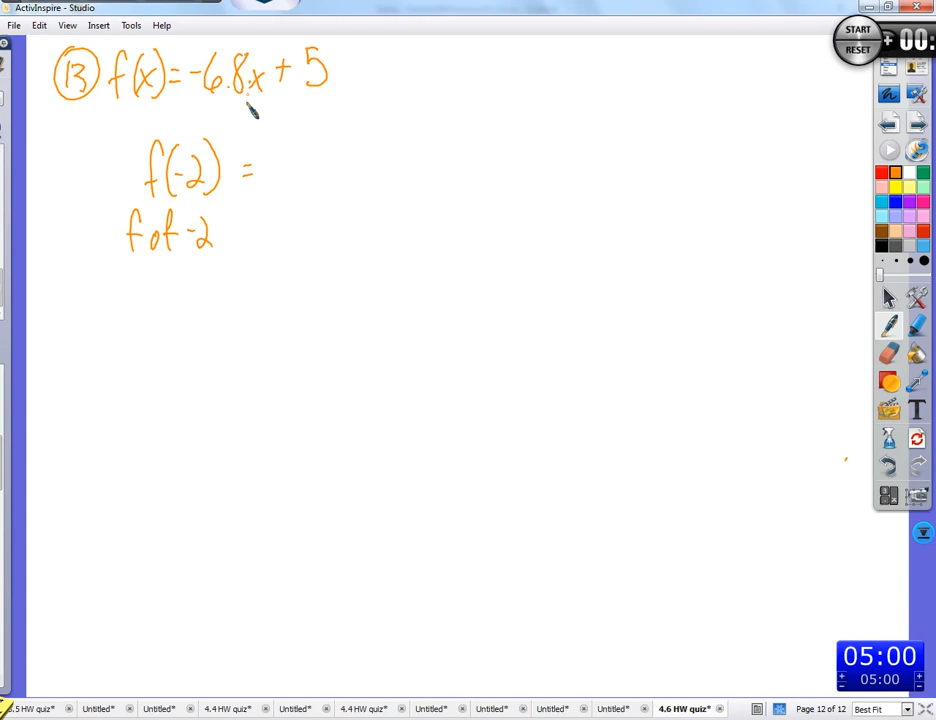 ActivInspire - Studio
File Edit View Insert Tools Help
START
RESET
00:
13 f(x) = -6.8x + 5
f(-2) =
f of -2
05:00
05:00
.5 HW quiz* Untitled* Untitled* 4.4 HW quiz* Untitled* 4.4 HW quiz* Untitled* Untitled* Untitled* Untitled* 4.6 HW quiz* Page 12 of 12 Best Fit